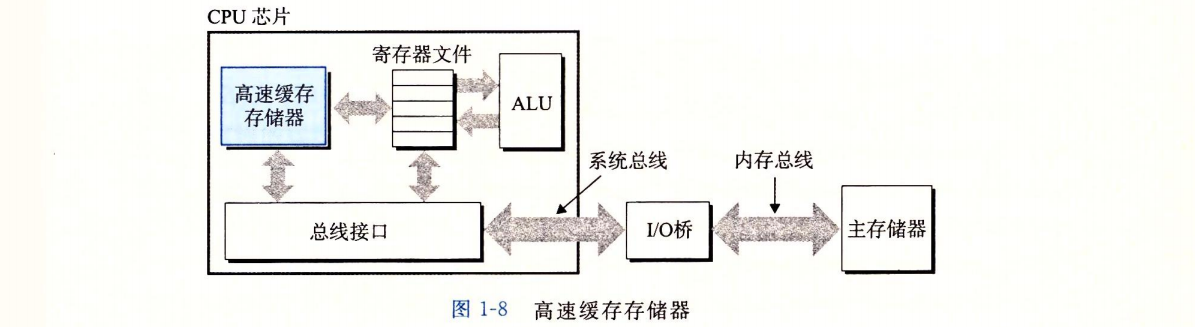 CPU 芯片
寄存器文件
高速缓存
存储器
ALU
系统总线
内存总线
总线接口
I/O桥
主存储器
图 1-8 高速缓存存储器